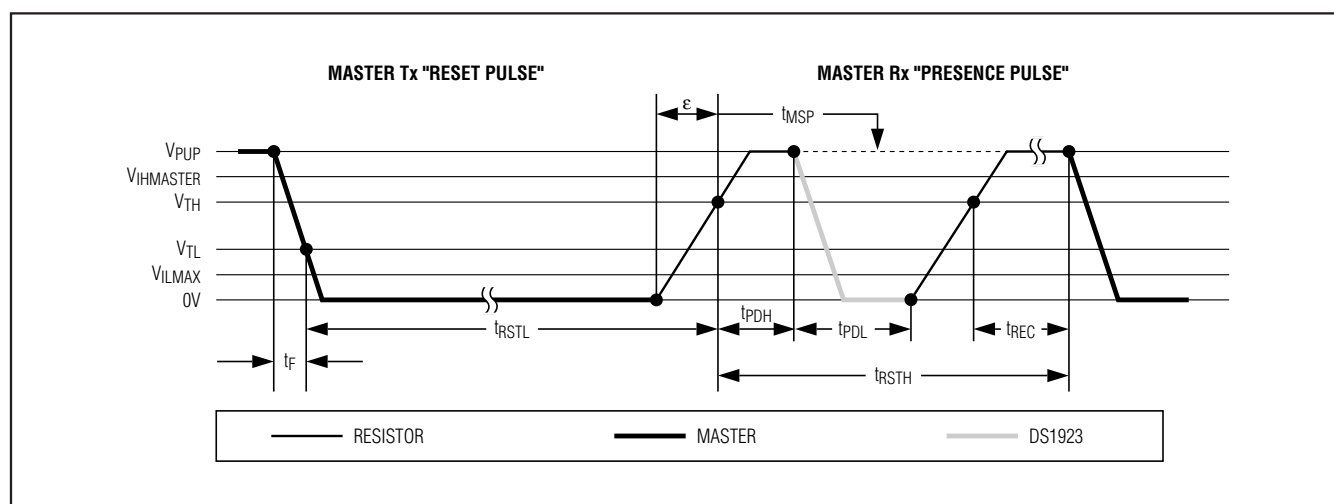 MASTER Tx "RESET PULSE" MASTER Rx "PRESENCE PULSE"
ε
tMSP
VPUP
VIHMASTER
VTH
VTL
VILMAX
0V
tRSTL
tPDH
tPDL
tREC
tF
tRSTH
RESISTOR MASTER DS1923